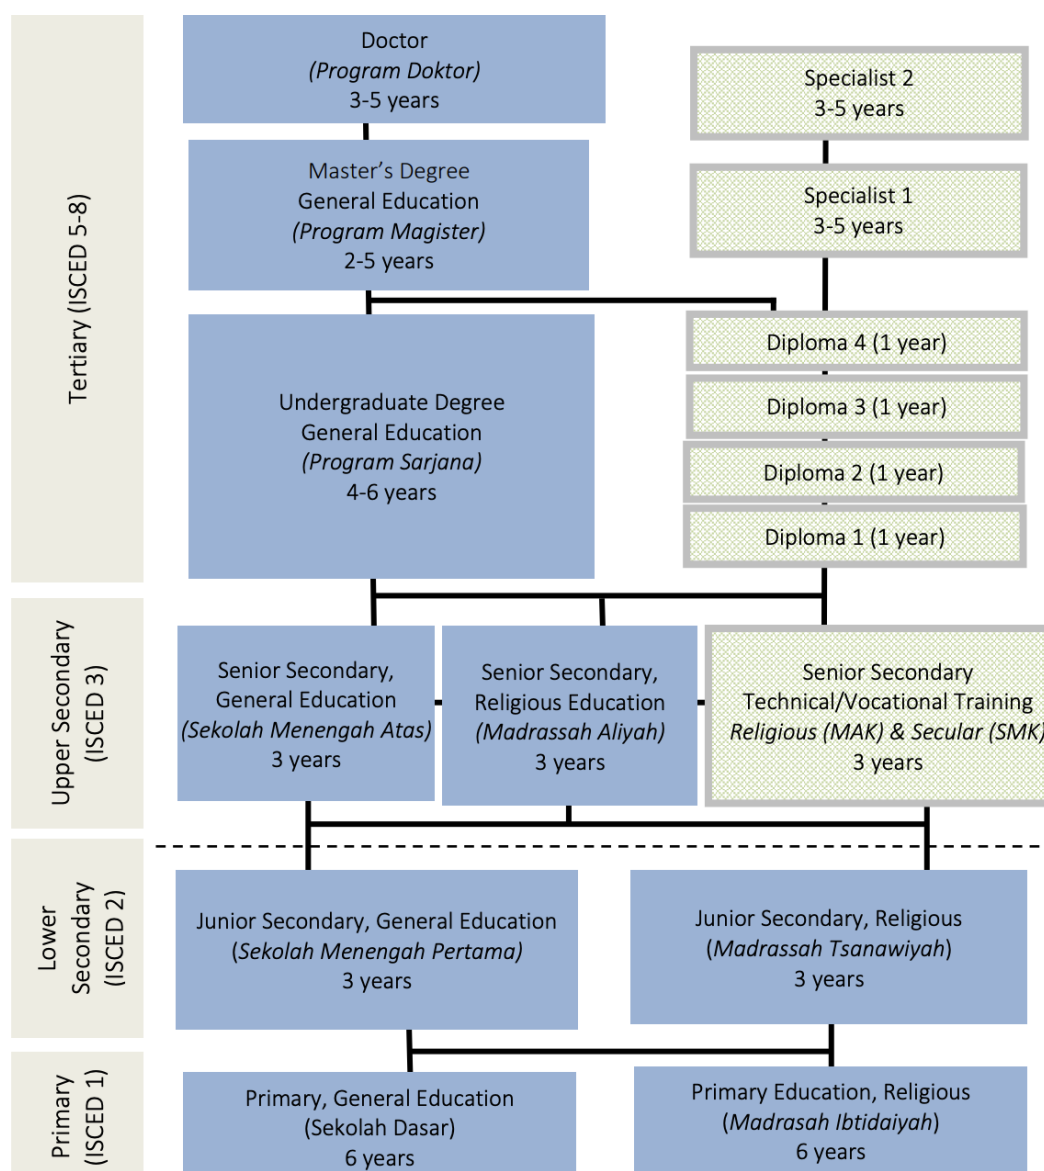 Tertiary (ISCED 5-8)
Doctor
(Program Doktor)
3-5 years
Specialist 2
3-5 years
Master's Degree
General Education
(Program Magister)
2-5 years
Specialist 1
3-5 years
Undergraduate Degree
General Education
(Program Sarjana)
4-6 years
Diploma 4 (1 year)
Diploma 3 (1 year)
Diploma 2 (1 year)
Diploma 1 (1 year)
Upper Secondary
(ISCED 3)
Senior Secondary,
General Education
(Sekolah Menengah Atas)
3 years
Senior Secondary,
Religious Education
(Madrassah Aliyah)
3 years
Senior Secondary
Technical/Vocational Training
Religious (MAK) & Secular (SMK)
3 years
Lower
Secondary
(ISCED 2)
Junior Secondary, General Education
(Sekolah Menengah Pertama)
3 years
Junior Secondary, Religious
(Madrassah Tsanawiyah)
3 years
Primary
(ISCED 1)
Primary, General Education
(Sekolah Dasar)
6 years
Primary Education, Religious
(Madrasah Ibtidaiyah)
6 years